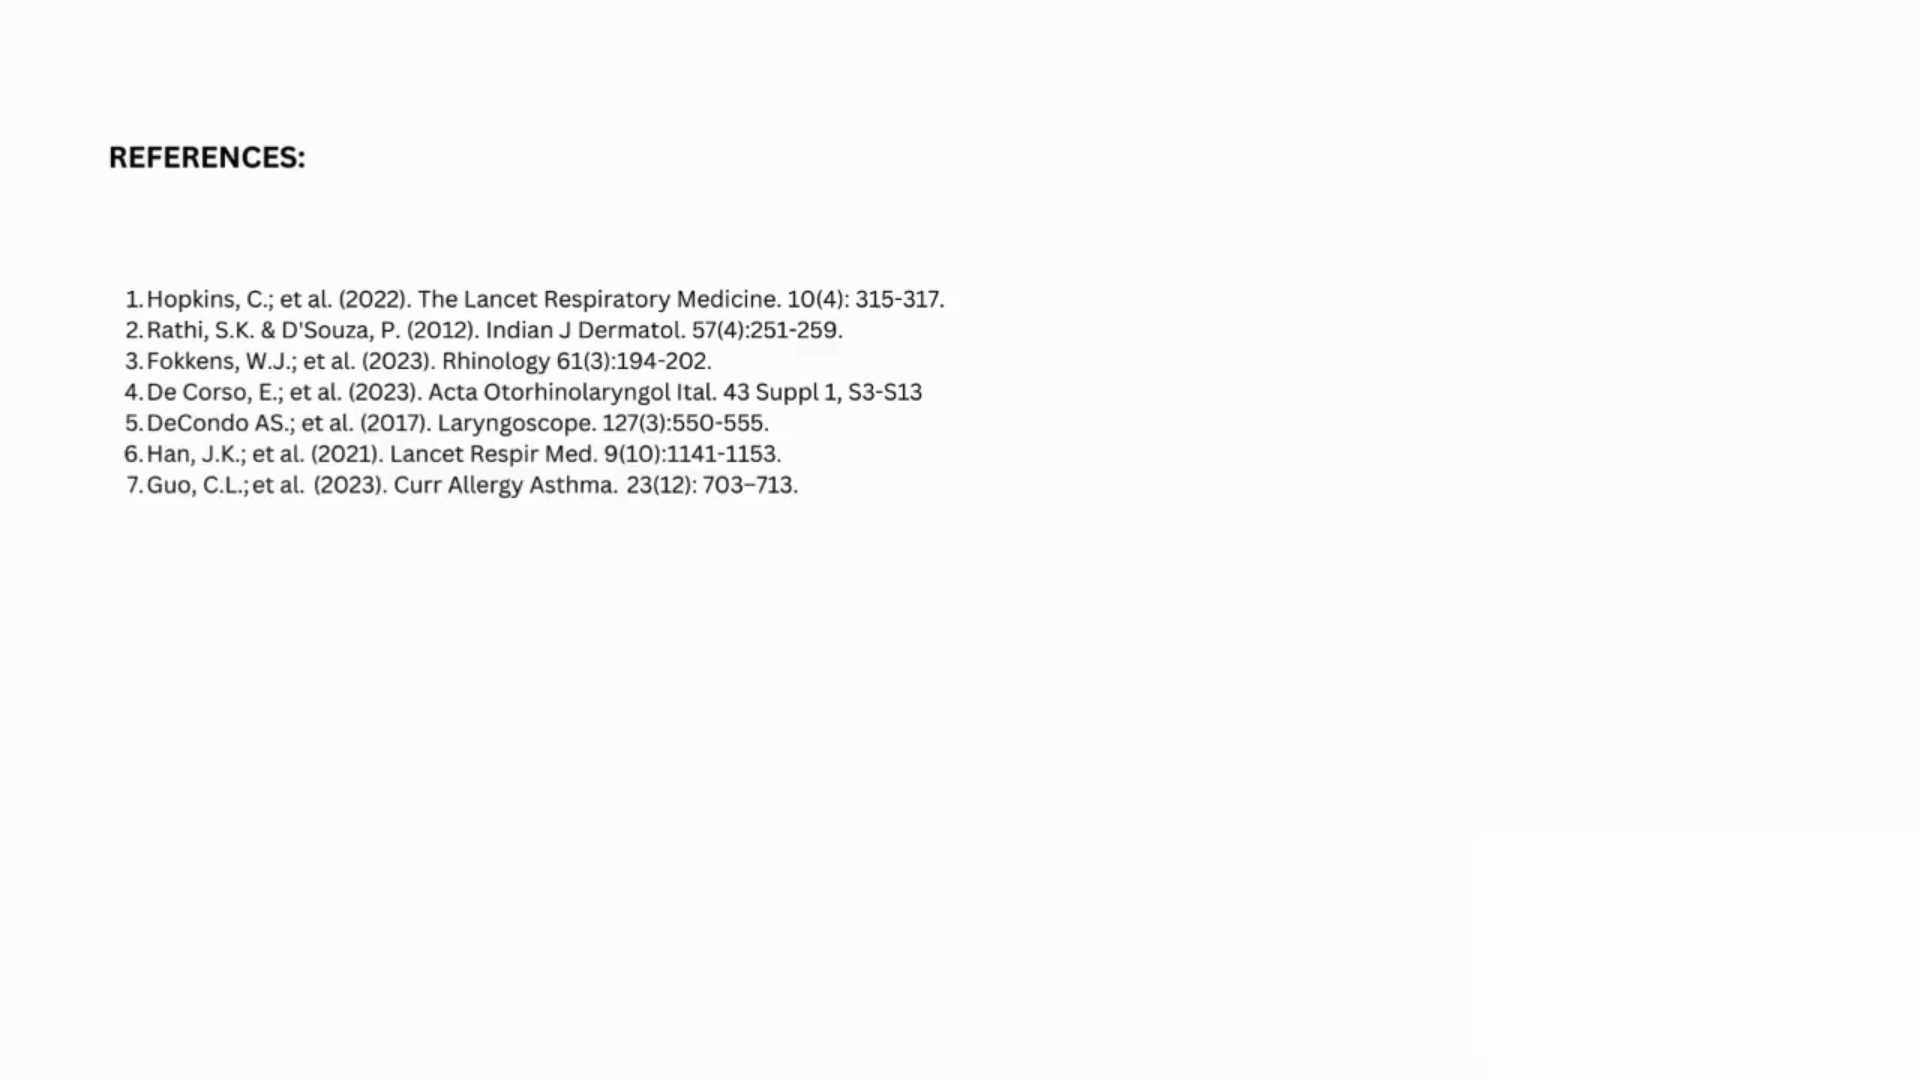 REFERENCES:
1. Hopkins, C.; et al. (2022). The Lancet Respiratory Medicine. 10(4): 315-317.
2. Rathi, S.K. & D'Souza, P. (2012). Indian J Dermatol. 57(4):251-259.
3. Fokkens, W.J.; et al. (2023). Rhinology 61(3):194-202.
4. De Corso, E.; et al. (2023). Acta Otorhinolaryngol Ital. 43 Suppl 1, S3-S13
5. DeCondo AS.; et al. (2017). Laryngoscope. 127(3):550-555.
6. Han, J.K.; et al. (2021). Lancet Respir Med. 9(10):1141-1153.
7. Guo, C.L.; et al. (2023). Curr Allergy Asthma. 23(12): 703–713.